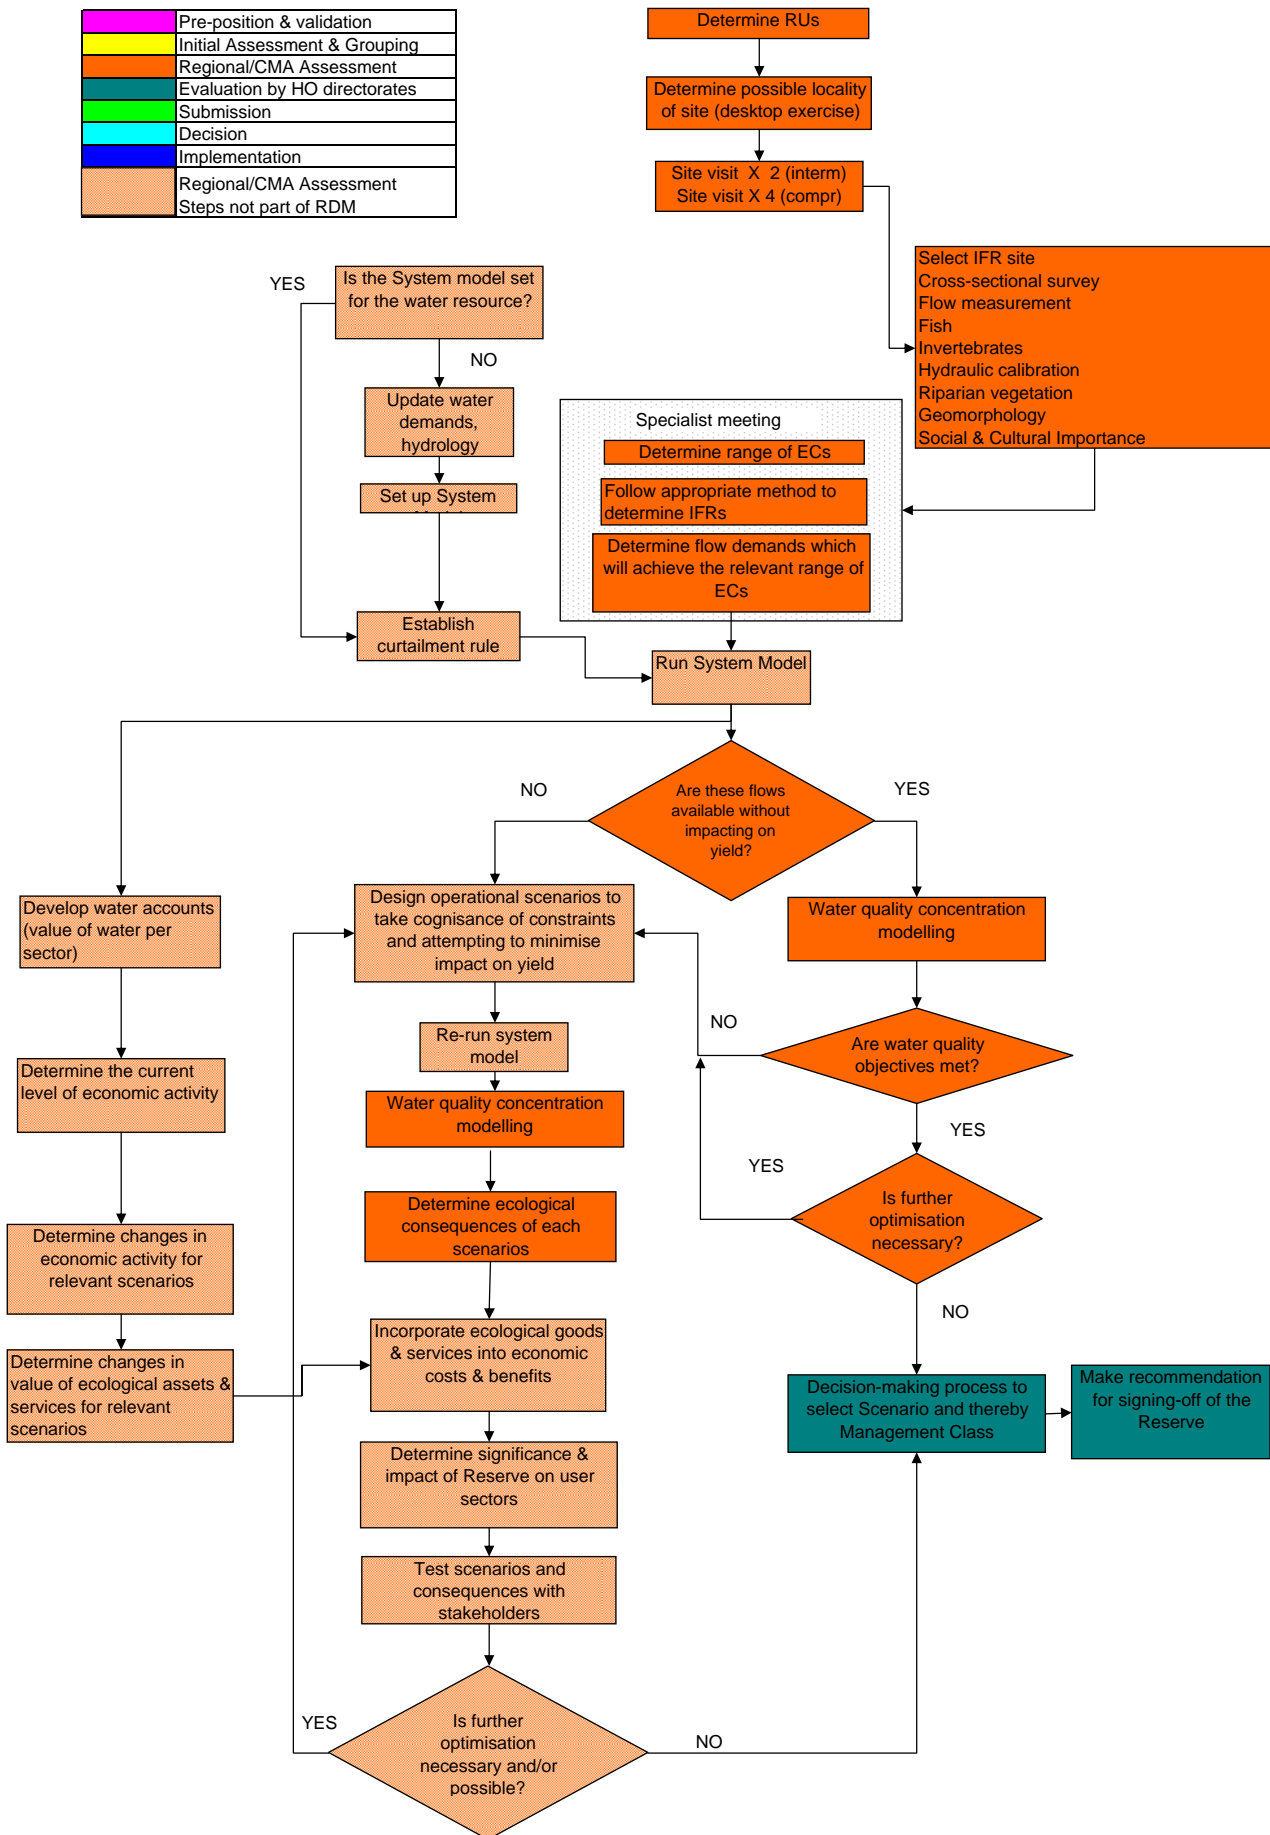 Pre-position & validation
Initial Assessment & Grouping
Regional/CMA Assessment
Evaluation by HO directorates
Submission
Decision
Implementation
Regional/CMA Assessment
Steps not part of RDM
Determine RUs
Determine possible locality
of site (desktop exercise)
Site visit X 2 (interm)
Site visit X 4 (compr)
Select IFR site
Cross-sectional survey
Flow measurement
Fish
Invertebrates
Hydraulic calibration
Riparian vegetation
Geomorphology
Social & Cultural Importance
YES
Is the System model set
for the water resource?
NO
Update water
demands,
hydrology
Set up System
Establish
curtailment rule
Specialist meeting
Determine range of ECs
Follow appropriate method to
determine IFRs
Determine flow demands which
will achieve the relevant range of
ECs
Run System Model
Are these flows
available without
impacting on
yield?
NO
YES
Develop water accounts
(value of water per
sector)
Determine the current
level of economic activity
Determine changes in
economic activity for
relevant scenarios
Determine changes in
value of ecological assets &
services for relevant
scenarios
Design operational scenarios to
take cognisance of constraints
and attempting to minimise
impact on yield
Re-run system
model
Water quality concentration
modelling
Determine ecological
consequences of each
scenarios
Incorporate ecological goods
& services into economic
costs & benefits
Determine significance &
impact of Reserve on user
sectors
Test scenarios and
consequences with
stakeholders
Is further
optimisation
necessary and/or
possible?
YES
NO
Water quality concentration
modelling
NO
Are water quality
objectives met?
YES
YES
Is further
optimisation
necessary?
NO
Decision-making process to
select Scenario and thereby
Management Class
Make recommendation
for signing-off of the
Reserve